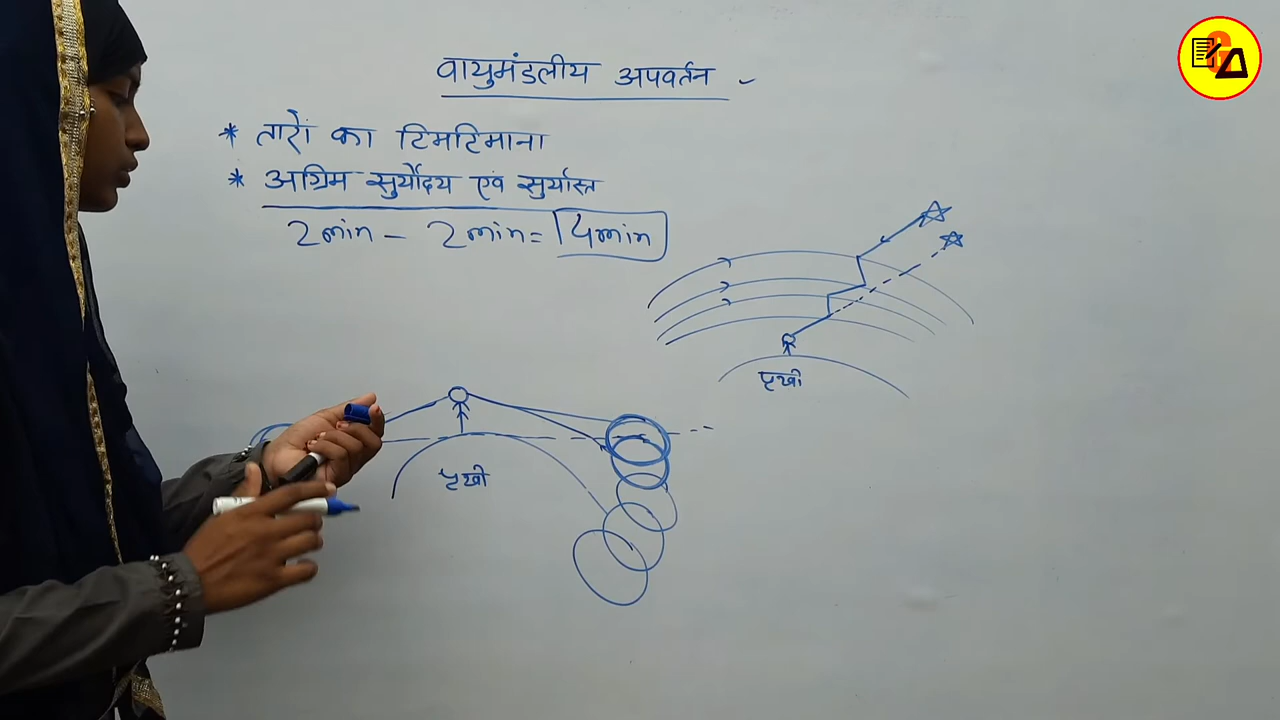 वायुमंडलीय अपवर्तन -
* तारों का टिमटिमाना
* अग्रिम सुर्योदय एवं सुर्यास्त
2min - 2min = 4min
पृथ्वी
पृथ्वी